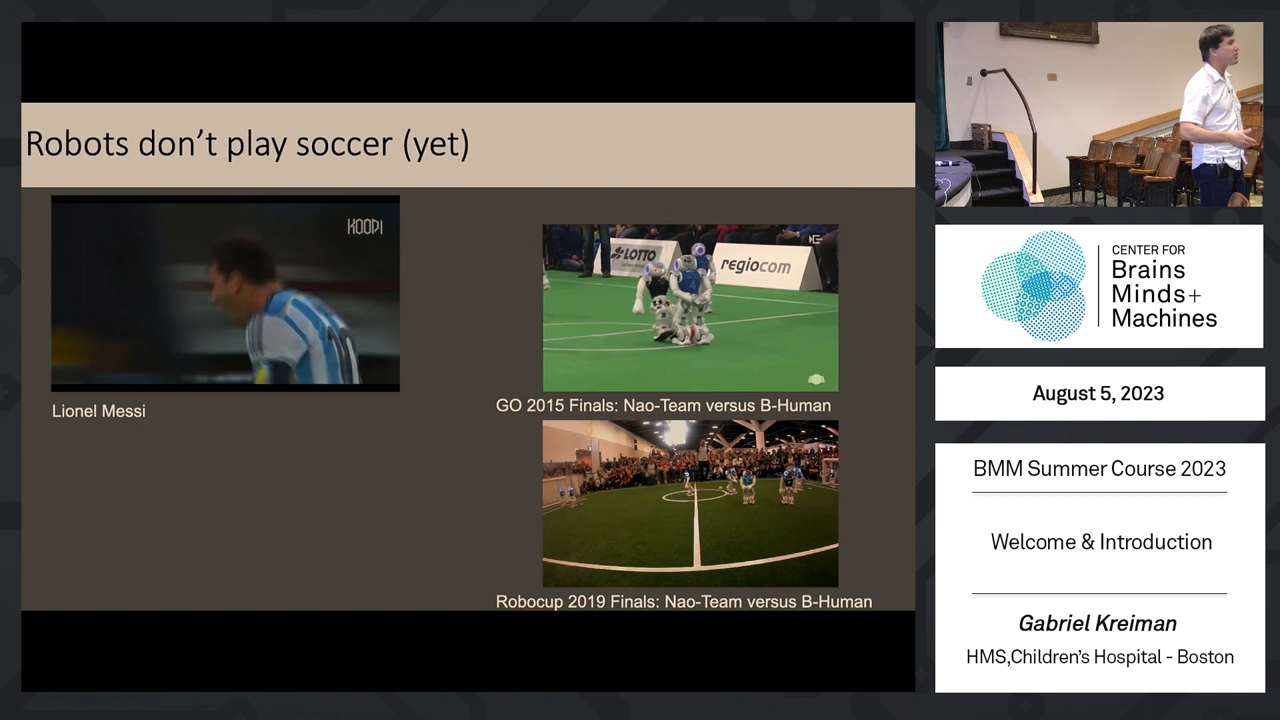 Robots don't play soccer (yet)
KOOPI
Lionel Messi
LOTTO
regiocom
GO 2015 Finals: Nao-Team versus B-Human
Robocup 2019 Finals: Nao-Team versus B-Human
CENTER FOR
Brains
Minds+
Machines
August 5, 2023
BMM Summer Course 2023
Welcome & Introduction
Gabriel Kreiman
HMS,Children's Hospital - Boston